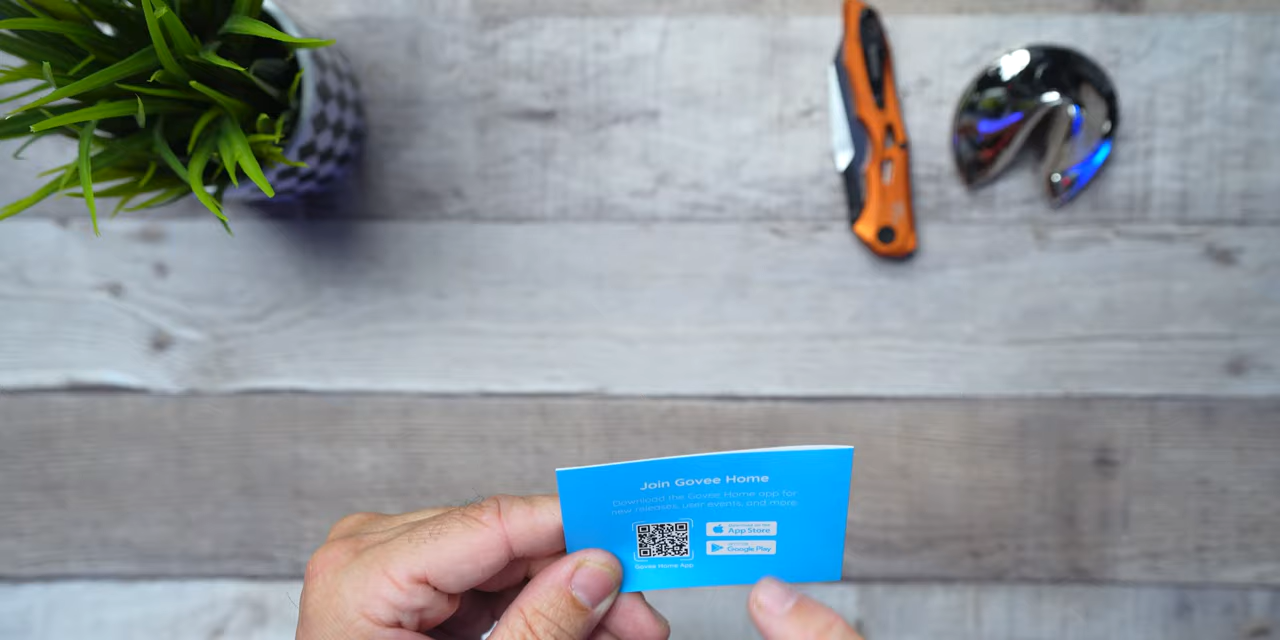 Join Govee Home
Download the Govee Home app for
new releases, user events, and more.
App Store
Google Play
Govee Home App